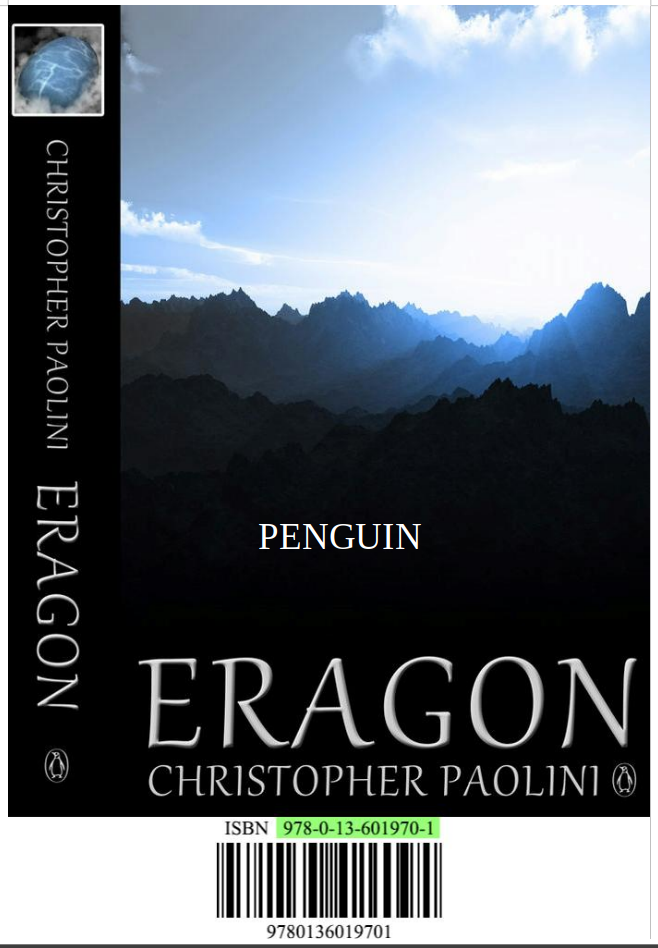 CHRISTOPHER PAOLINI
ERAGON
PENGUIN
ERAGON
CHRISTOPHER PAOLINI
ISBN 978-0-13-601970-1
9780136019701